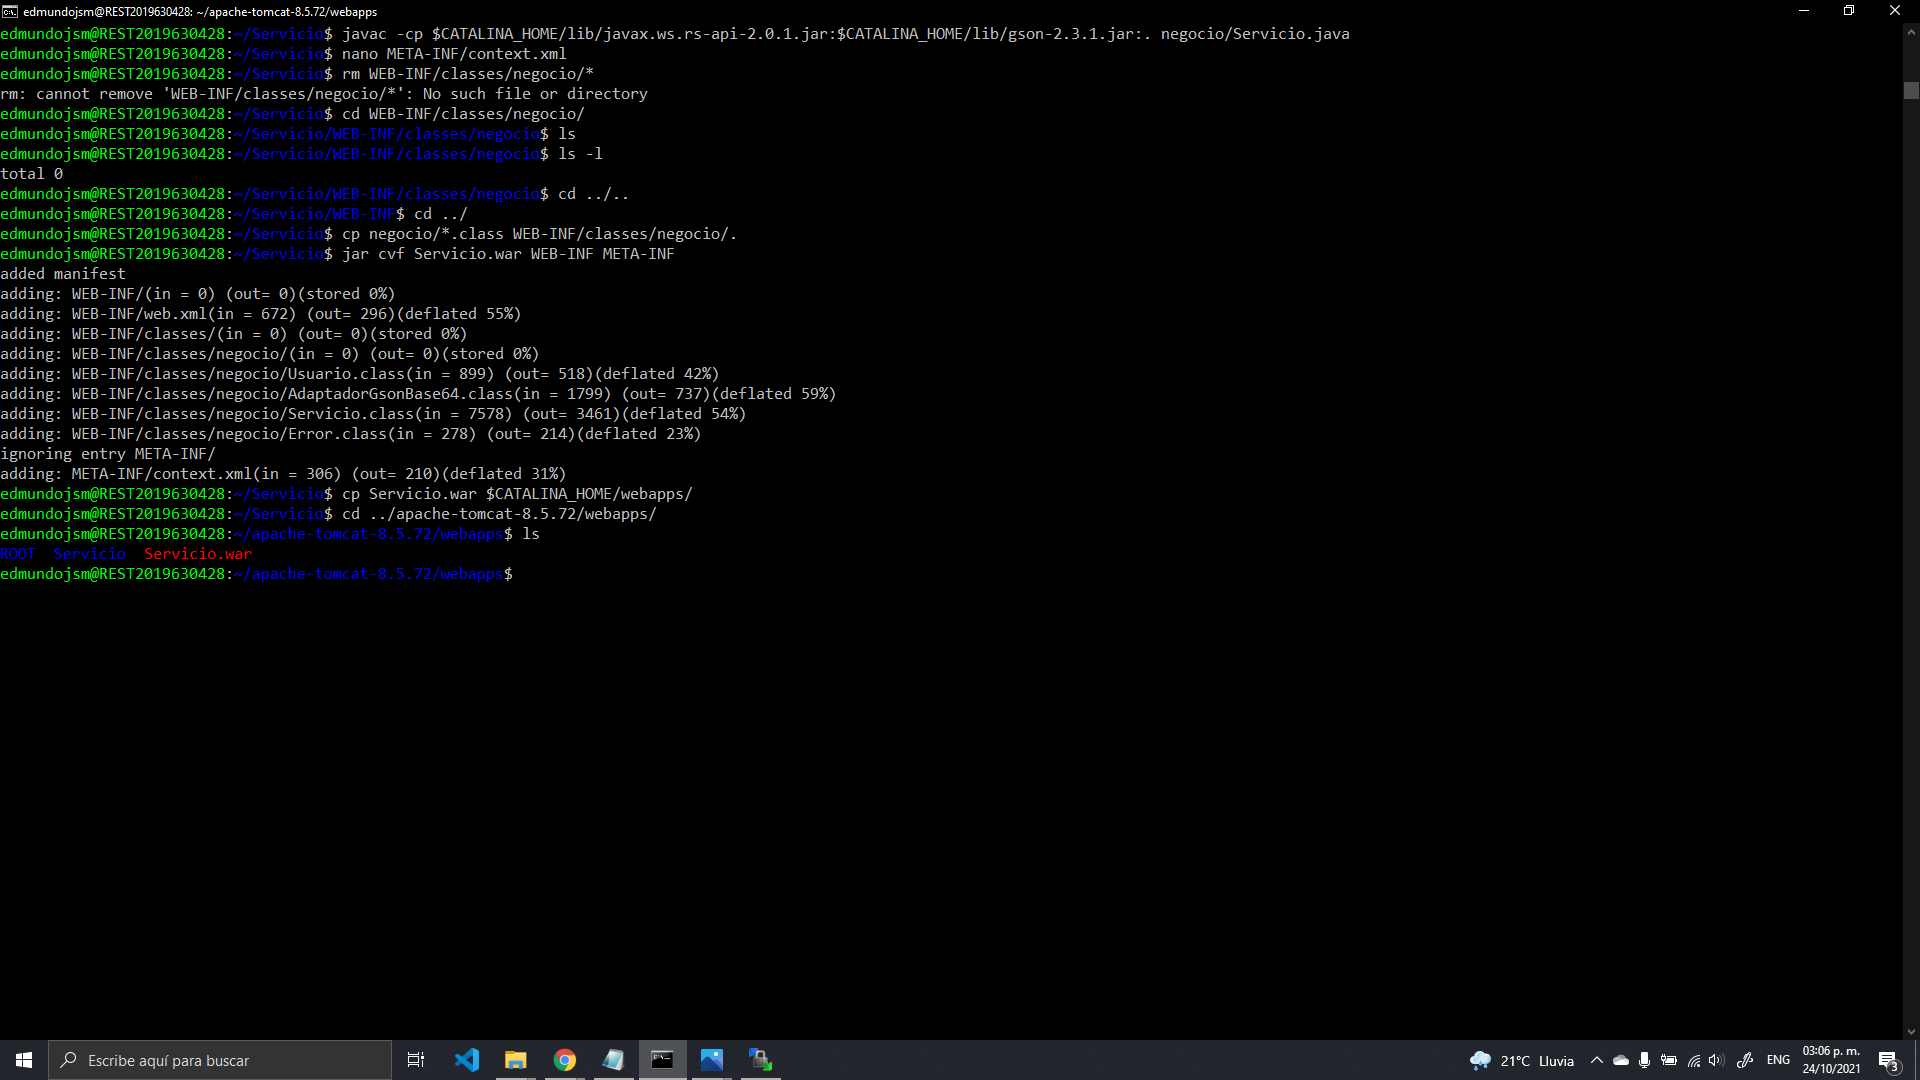 edmundojsm@REST2019630428: ~/apache-tomcat-8.5.72/webapps
edmundojsm@REST2019630428:~/Servicio$ javac -cp $CATALINA_HOME/lib/javax.ws.rs-api-2.0.1.jar:$CATALINA_HOME/lib/gson-2.3.1.jar:. negocio/Servicio.java
edmundojsm@REST2019630428:~/Servicio$ nano META-INF/context.xml
edmundojsm@REST2019630428:~/Servicio$ rm WEB-INF/classes/negocio/*
rm: cannot remove 'WEB-INF/classes/negocio/*': No such file or directory
edmundojsm@REST2019630428:~/Servicio$ cd WEB-INF/classes/negocio/
edmundojsm@REST2019630428:~/Servicio/WEB-INF/classes/negocio$ ls
edmundojsm@REST2019630428:~/Servicio/WEB-INF/classes/negocio$ ls -l
total 0
edmundojsm@REST2019630428:~/Servicio/WEB-INF/classes/negocio$ cd ../..
edmundojsm@REST2019630428:~/Servicio/WEB-INF$ cd ../
edmundojsm@REST2019630428:~/Servicio$ cp negocio/*.class WEB-INF/classes/negocio/.
edmundojsm@REST2019630428:~/Servicio$ jar cvf Servicio.war WEB-INF META-INF
added manifest
adding: WEB-INF/(in = 0) (out= 0)(stored 0%)
adding: WEB-INF/web.xml(in = 672) (out= 296)(deflated 55%)
adding: WEB-INF/classes/(in = 0) (out= 0)(stored 0%)
adding: WEB-INF/classes/negocio/(in = 0) (out= 0)(stored 0%)
adding: WEB-INF/classes/negocio/Usuario.class(in = 899) (out= 518)(deflated 42%)
adding: WEB-INF/classes/negocio/AdaptadorGsonBase64.class(in = 1799) (out= 737)(deflated 59%)
adding: WEB-INF/classes/negocio/Servicio.class(in = 7578) (out= 3461)(deflated 54%)
adding: WEB-INF/classes/negocio/Error.class(in = 278) (out= 214)(deflated 23%)
ignoring entry META-INF/
adding: META-INF/context.xml(in = 306) (out= 210)(deflated 31%)
edmundojsm@REST2019630428:~/Servicio$ cp Servicio.war $CATALINA_HOME/webapps/
edmundojsm@REST2019630428:~/Servicio$ cd ../apache-tomcat-8.5.72/webapps/
edmundojsm@REST2019630428:~/apache-tomcat-8.5.72/webapps$ ls
ROOT  Servicio  Servicio.war
edmundojsm@REST2019630428:~/apache-tomcat-8.5.72/webapps$
Escribe aquí para buscar
21°C Lluvia
ENG
03:06 p. m.
24/10/2021
3